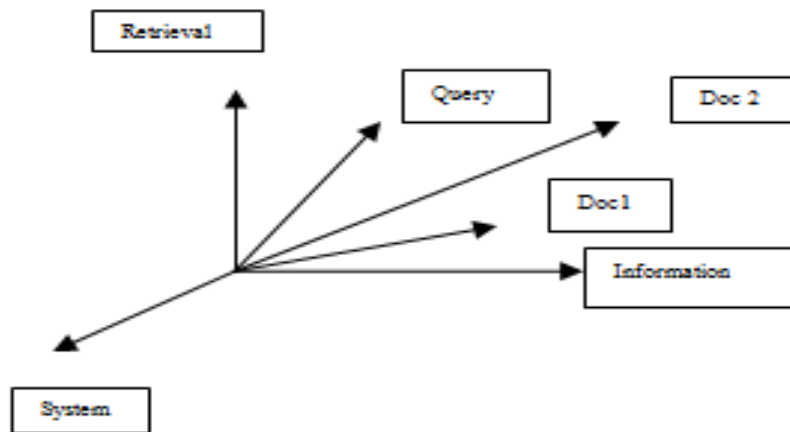 Retrieval
Query
Doc 2
Doc1
Information
System